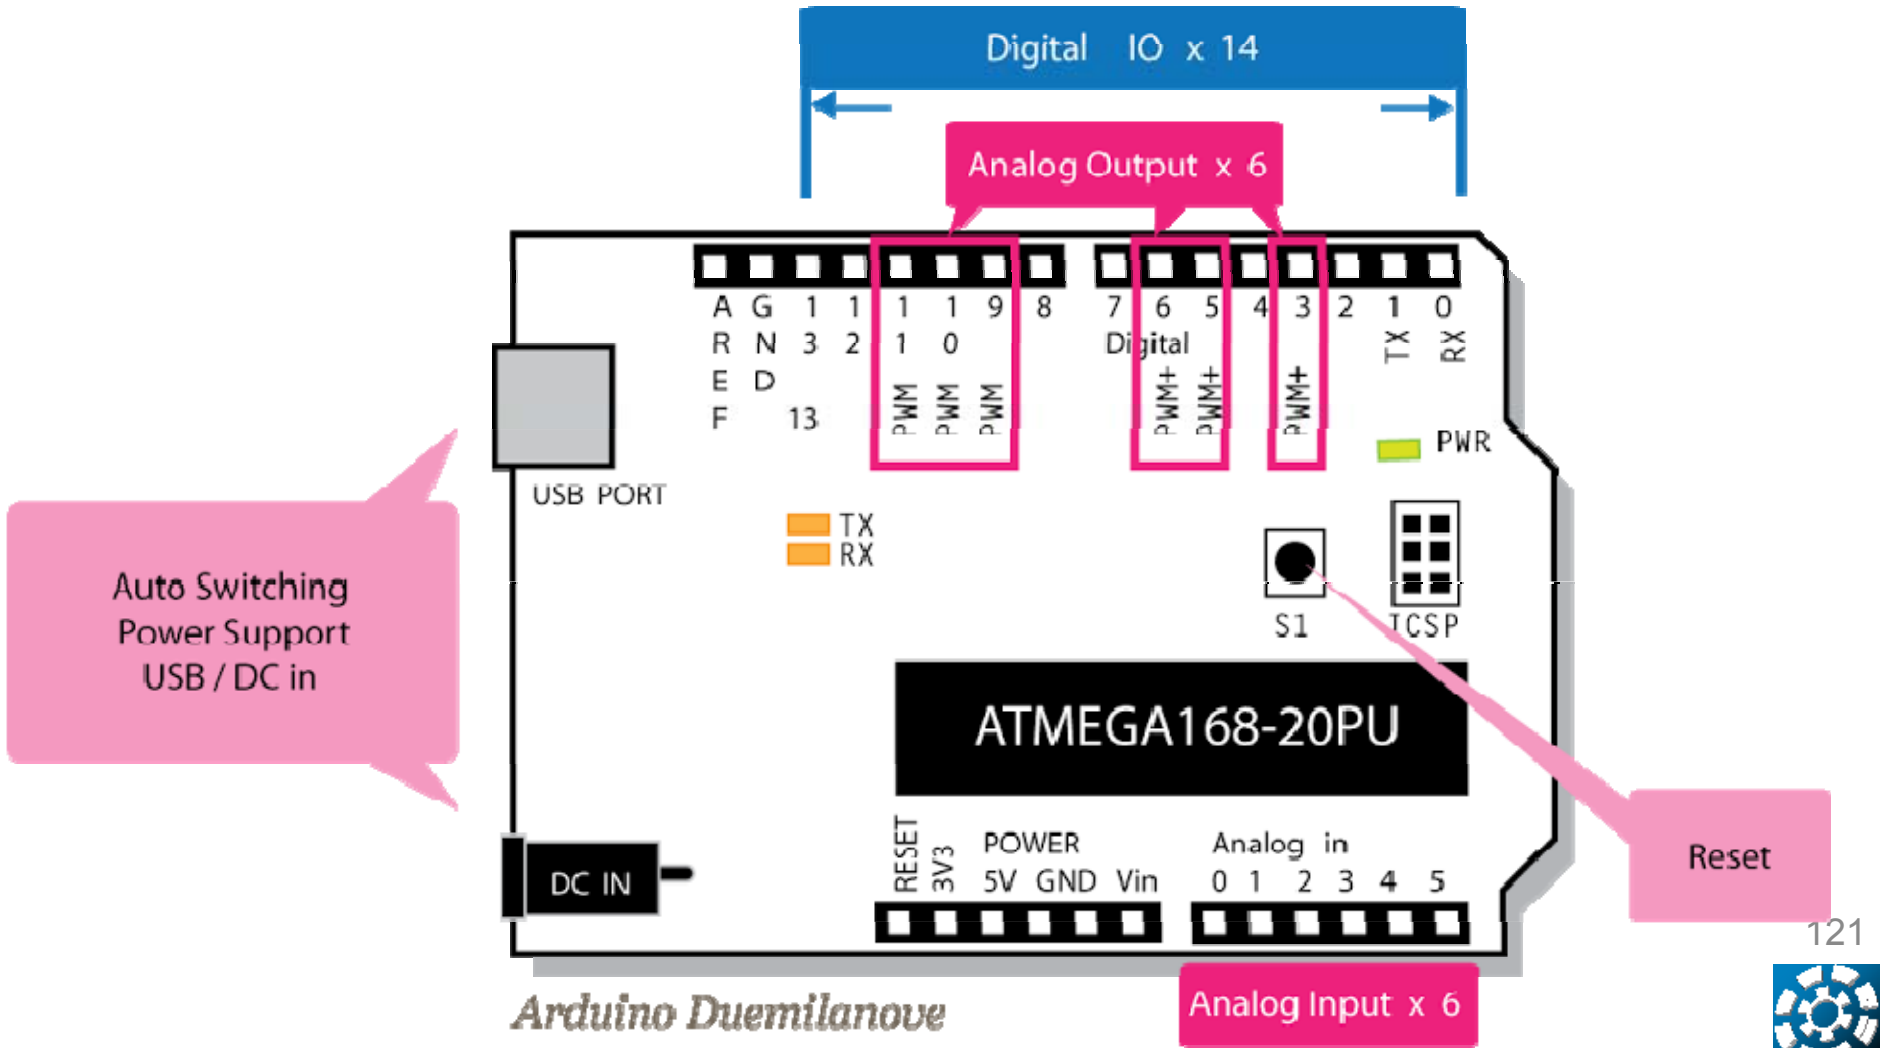 Digital IO x 14
Analog Output x 6
A G 1 1 1 1 9 8 7 6 5 4 3 2 1 0
R N 3 2 1 0 Digital TX RX
E D
F 13 PWM PWM PWM PWM+ PWM+ PWM+
PWR
USB PORT
TX
RX
S1 ICSP
Auto Switching
Power Support
USB / DC in
ATMEGA168-20PU
RESET 3V3 POWER Analog in
5V GND Vin 0 1 2 3 4 5
DC IN
Reset
121
Arduino Duemilanove
Analog Input x 6